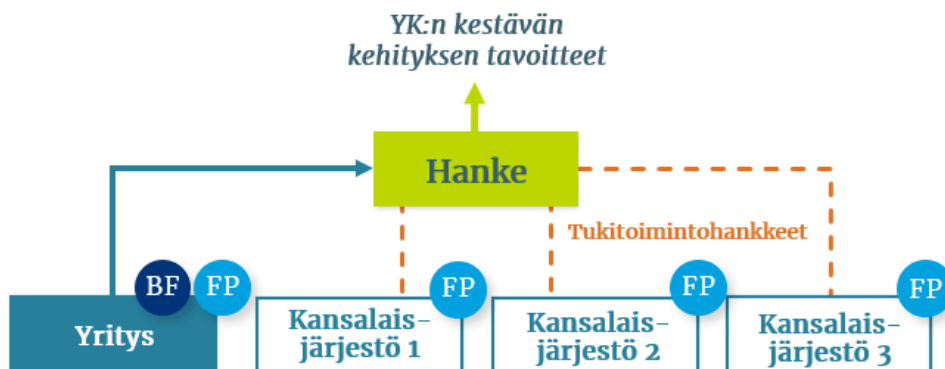 YK:n kestävän
kehityksen tavoitteet
Hanke
Tukitoimintohankkeet
BF
FP
FP
FP
FP
Yritys
Kansalais-
järjestö 1
Kansalais-
järjestö 2
Kansalais-
järjestö 3